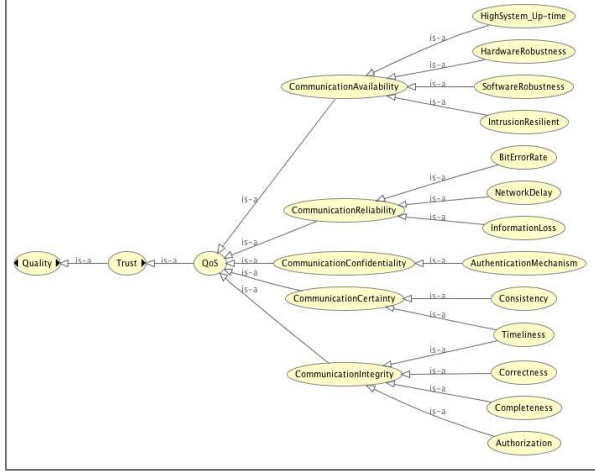 HighSystem_Up-time
is-a
HardwareRobustness
is-a
CommunicationAvailability
is-a
SoftwareRobustness
is-a
IntrusionResilient
BitErrorRate
is-a
NetworkDelay
is-a
is-a
CommunicationReliability
is-a
InformationLoss
is-a
Quality
is-a
Trust
is-a
QoS
is-a
CommunicationConfidentiality
is-a
AuthenticationMechanism
is-a
CommunicationCertainty
is-a
Consistency
is-a
is-a
Timeliness
is-a
CommunicationIntegrity
is-a
Correctness
is-a
Completeness
is-a
Authorization